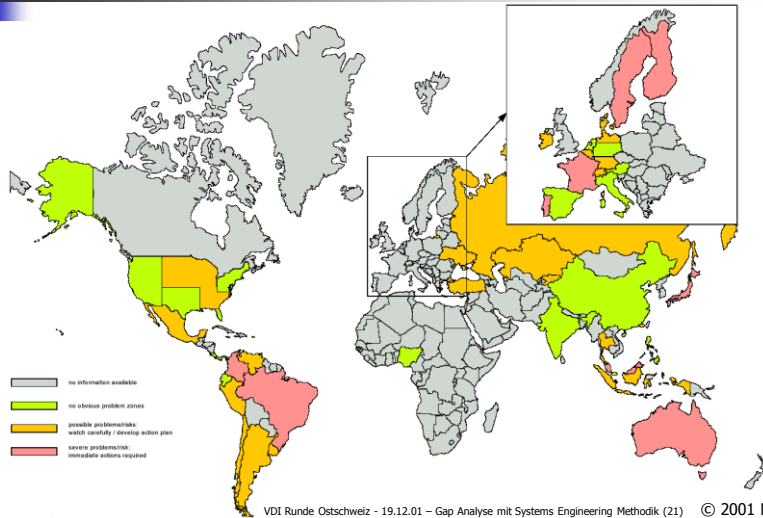 no information available
no obvious problem zones
possible problems/risks:
watch carefully / develop action plan
severe problems/risk:
immediate actions required
VDI Runde Ostschweiz - 19.12.01 – Gap Analyse mit Systems Engineering Methodik (21) © 2001